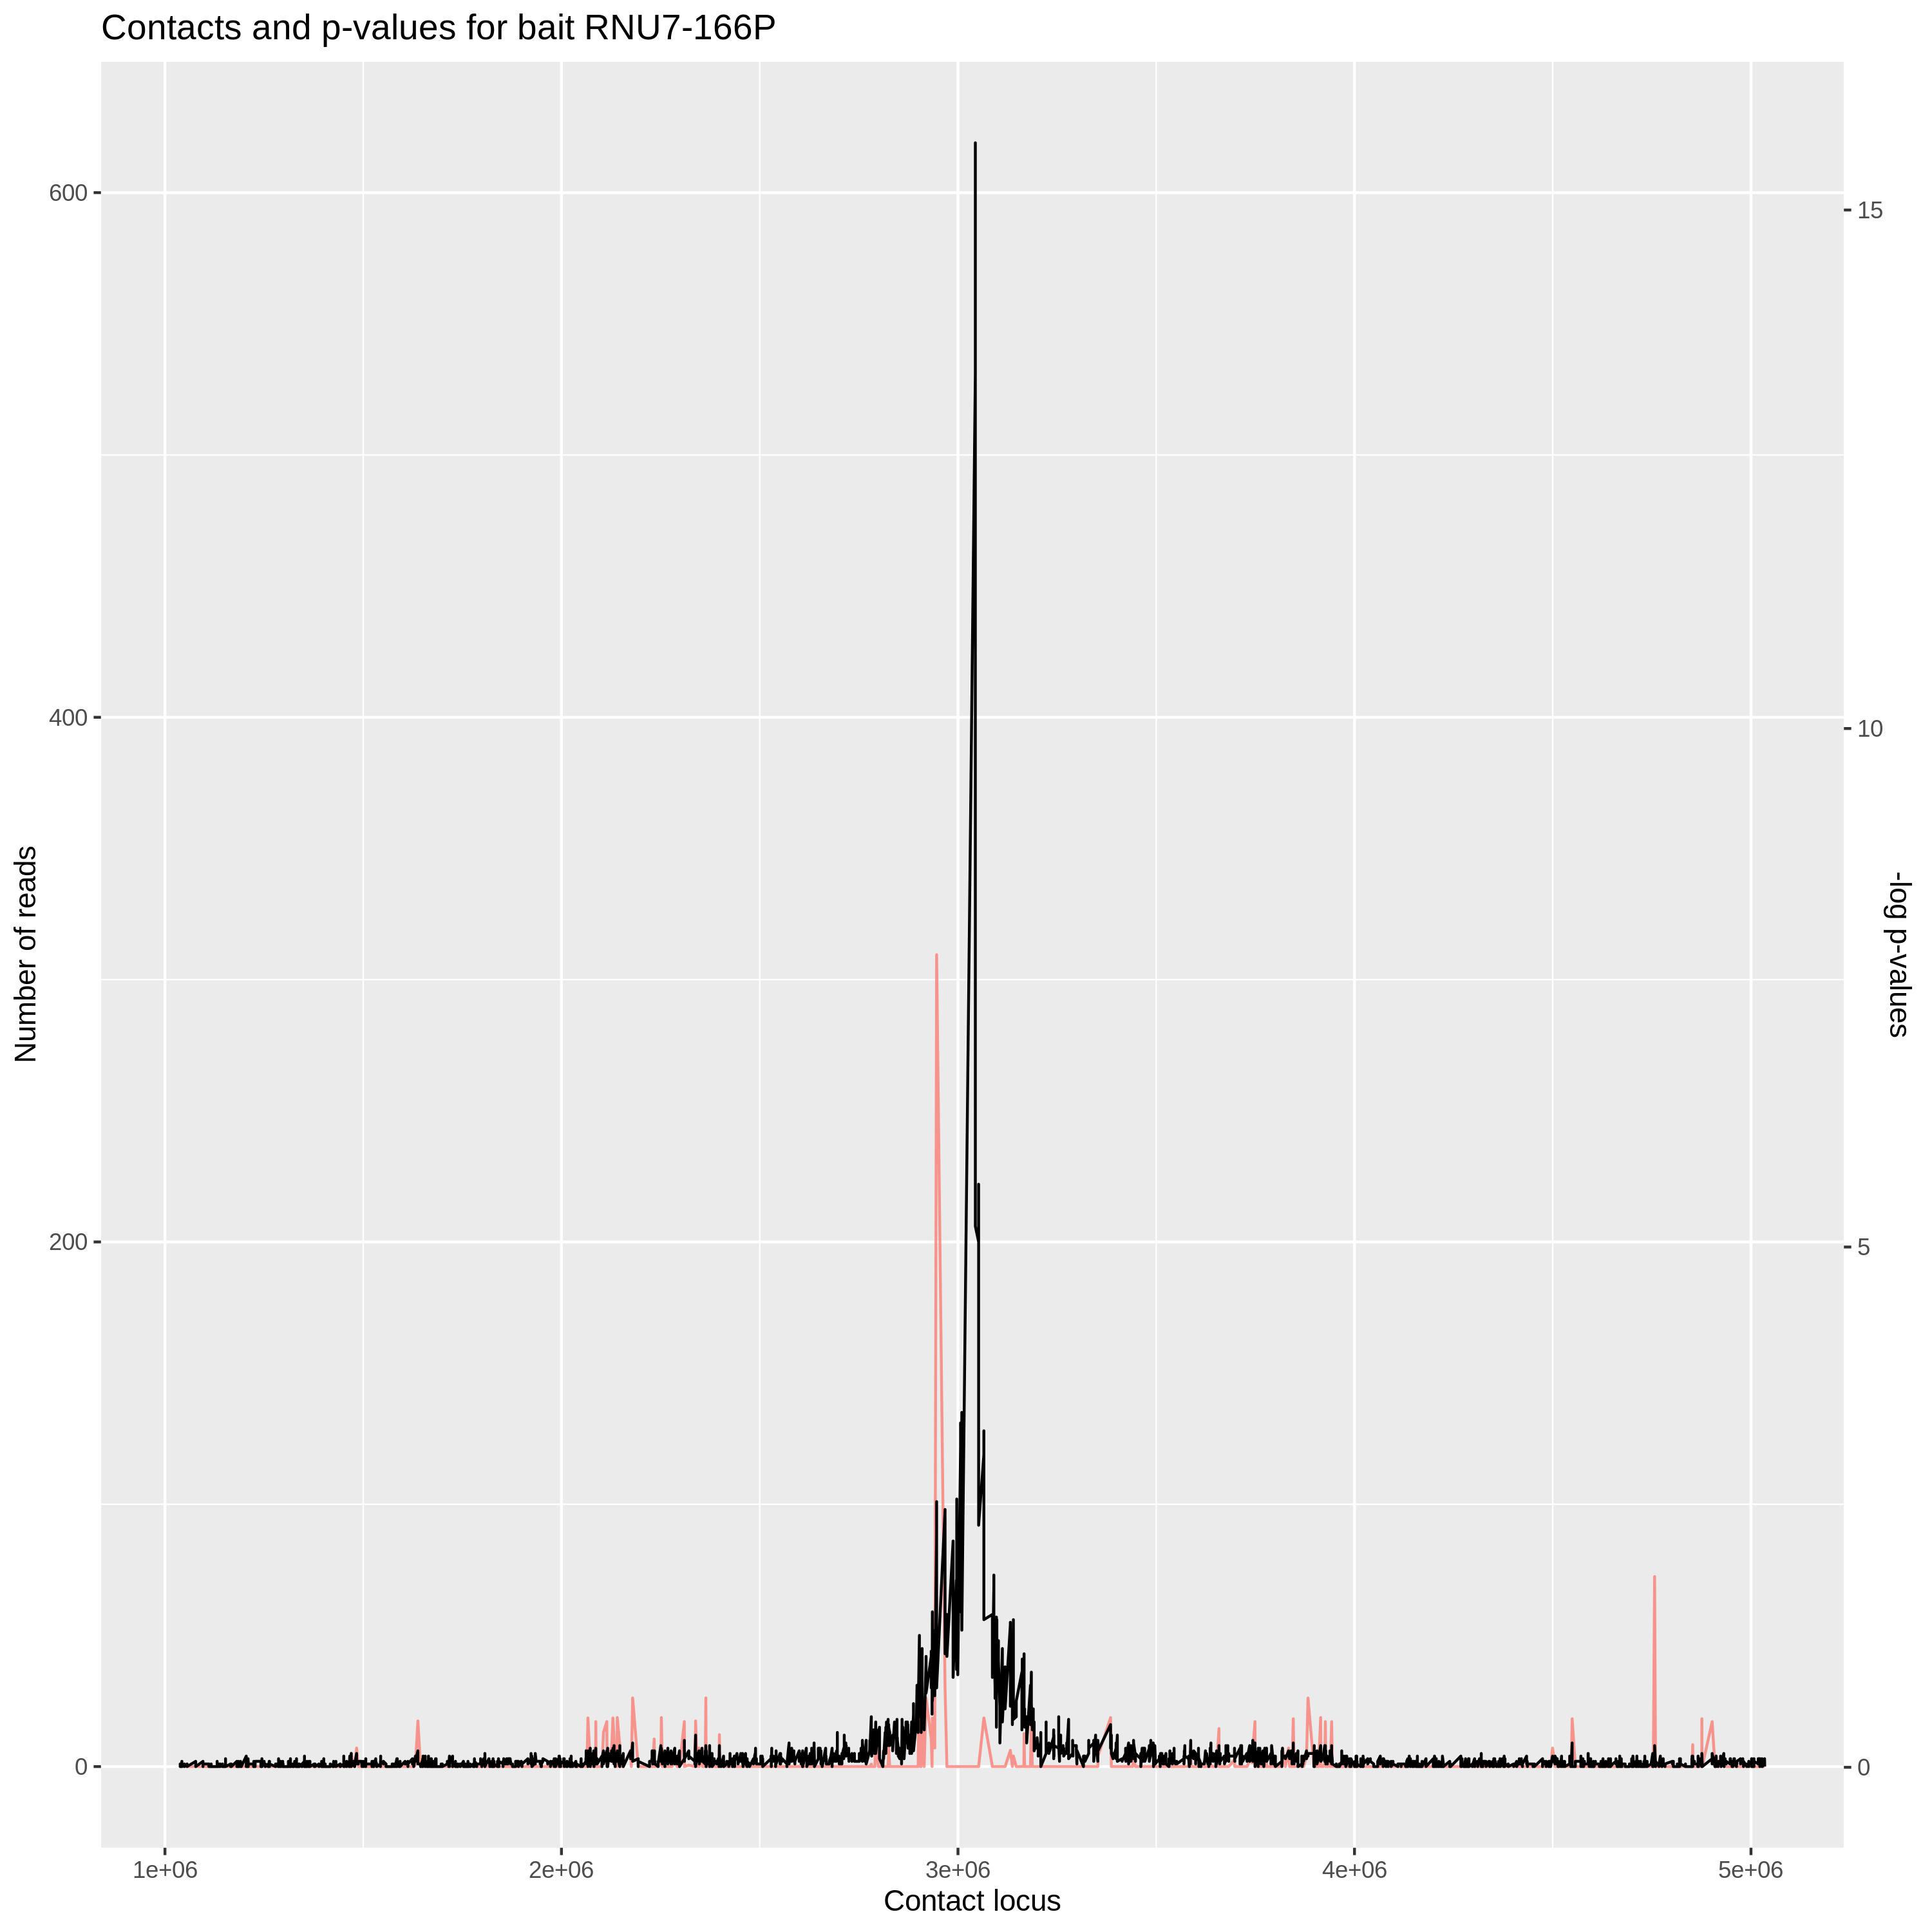 Contacts and p-values for bait RNU7-166P
600
400
200
0
15
10
5
0
Number of reads
-log p-values
1e+06
2e+06
3e+06
4e+06
5e+06
Contact locus